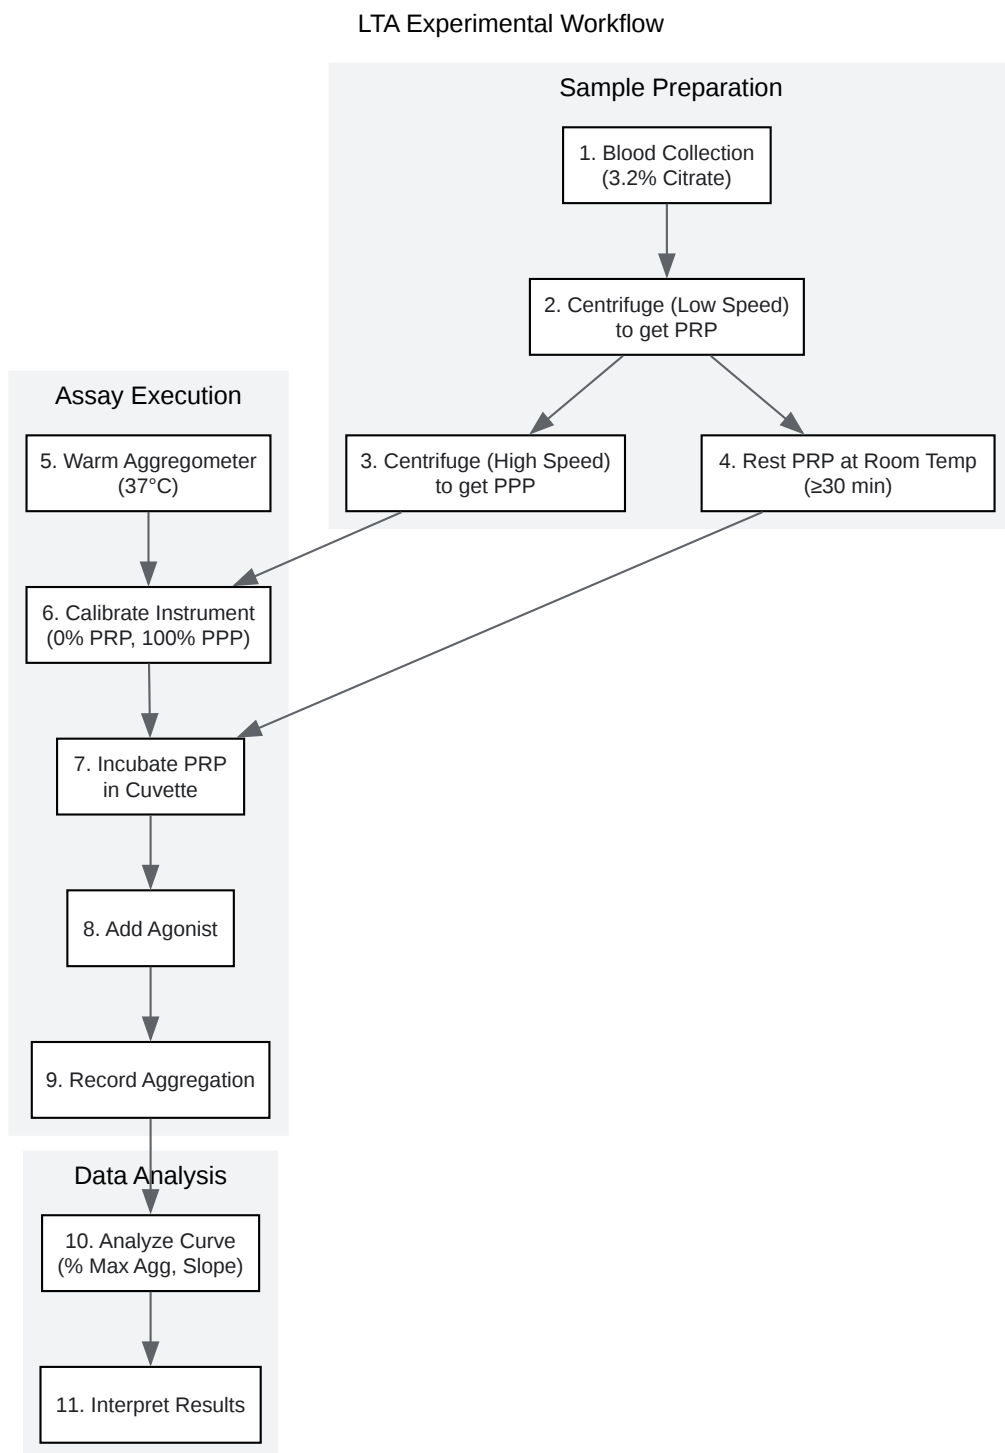 LTA Experimental Workflow
Sample Preparation
1. Blood Collection
(3.2% Citrate)
2. Centrifuge (Low Speed)
to get PRP
3. Centrifuge (High Speed)
to get PPP
4. Rest PRP at Room Temp
(≥30 min)
Assay Execution
5. Warm Aggregometer
(37°C)
6. Calibrate Instrument
(0% PRP, 100% PPP)
7. Incubate PRP
in Cuvette
8. Add Agonist
9. Record Aggregation
Data Analysis
10. Analyze Curve
(% Max Agg, Slope)
11. Interpret Results